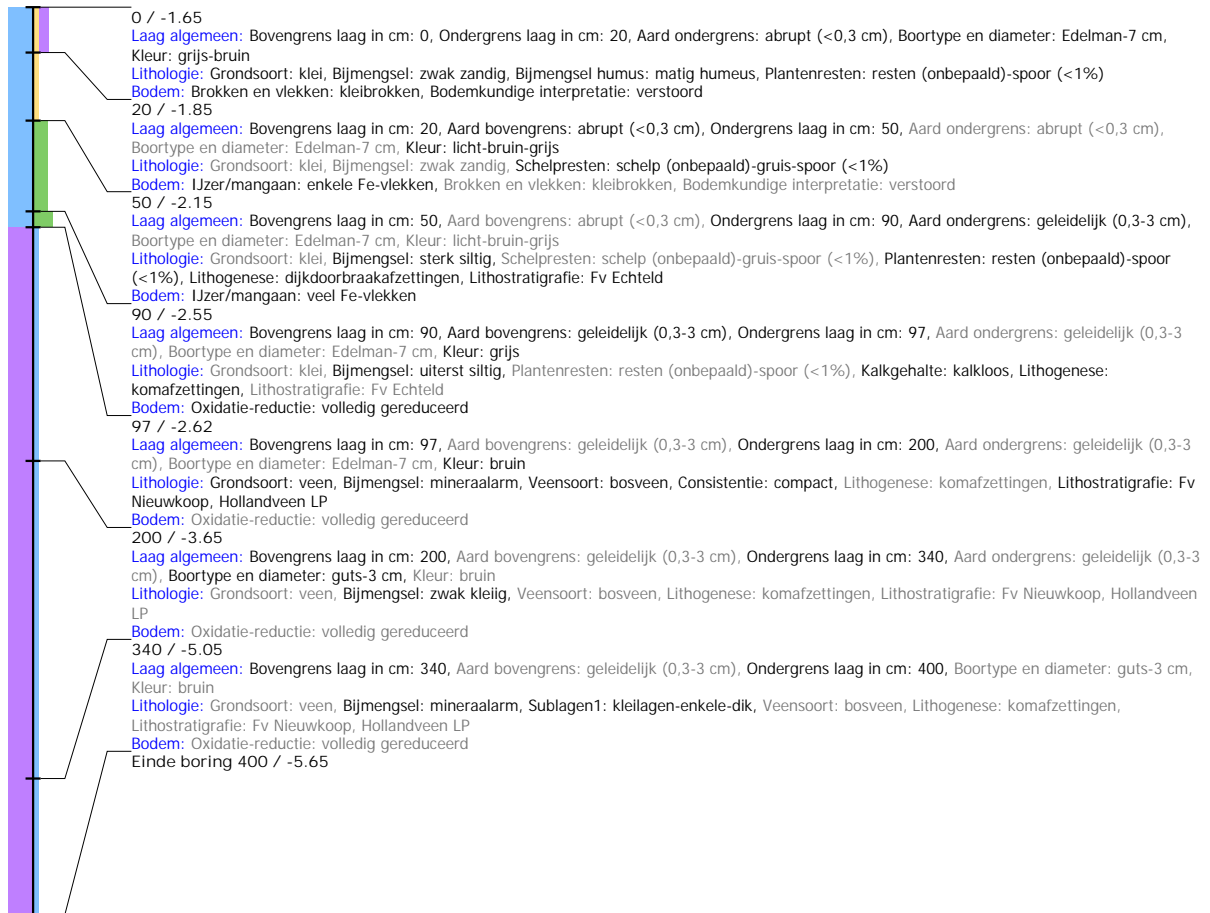 0 / -1.65
Laag algemeen: Bovengrens laag in cm: 0, Ondergrens laag in cm: 20, Aard ondergrens: abrupt (<0,3 cm), Boortype en diameter: Edelman-7 cm,
Kleur: grijs-bruin
Lithologie: Grondsoort: klei, Bijmengsel: zwak zandig, Bijmengsel humus: matig humeus, Plantenresten: resten (onbepaald)-spoor (<1%)
Bodem: Brokken en vlekken: kleibrokken, Bodemkundige interpretatie: verstoord
20 / -1.85
Laag algemeen: Bovengrens laag in cm: 20, Aard bovengrens: abrupt (<0,3 cm), Ondergrens laag in cm: 50, Aard ondergrens: abrupt (<0,3 cm),
Boortype en diameter: Edelman-7 cm, Kleur: licht-bruin-grijs
Lithologie: Grondsoort: klei, Bijmengsel: zwak zandig, Schelpresten: schelp (onbepaald)-gruis-spoor (<1%)
Bodem: IJzer/mangaan: enkele Fe-vlekken, Brokken en vlekken: kleibrokken, Bodemkundige interpretatie: verstoord
50 / -2.15
Laag algemeen: Bovengrens laag in cm: 50, Aard bovengrens: abrupt (<0,3 cm), Ondergrens laag in cm: 90, Aard ondergrens: geleidelijk (0,3-3 cm),
Boortype en diameter: Edelman-7 cm, Kleur: licht-bruin-grijs
Lithologie: Grondsoort: klei, Bijmengsel: sterk siltig, Schelpresten: schelp (onbepaald)-gruis-spoor (<1%), Plantenresten: resten (onbepaald)-spoor
(<1%), Lithogenese: dijkdoorbraakafzettingen, Lithostratigrafie: Fv Echteld
Bodem: IJzer/mangaan: veel Fe-vlekken
90 / -2.55
Laag algemeen: Bovengrens laag in cm: 90, Aard bovengrens: geleidelijk (0,3-3 cm), Ondergrens laag in cm: 97, Aard ondergrens: geleidelijk (0,3-3
cm), Boortype en diameter: Edelman-7 cm, Kleur: grijs
Lithologie: Grondsoort: klei, Bijmengsel: uiterst siltig, Plantenresten: resten (onbepaald)-spoor (<1%), Kalkgehalte: kalkloos, Lithogenese:
komafzettingen, Lithostratigrafie: Fv Echteld
Bodem: Oxidatie-reductie: volledig gereduceerd
97 / -2.62
Laag algemeen: Bovengrens laag in cm: 97, Aard bovengrens: geleidelijk (0,3-3 cm), Ondergrens laag in cm: 200, Aard ondergrens: geleidelijk (0,3-3
cm), Boortype en diameter: Edelman-7 cm, Kleur: bruin
Lithologie: Grondsoort: veen, Bijmengsel: mineraalarm, Veensoort: bosveen, Consistentie: compact, Lithogenese: komafzettingen, Lithostratigrafie: Fv
Nieuwkoop, Hollandveen LP
Bodem: Oxidatie-reductie: volledig gereduceerd
200 / -3.65
Laag algemeen: Bovengrens laag in cm: 200, Aard bovengrens: geleidelijk (0,3-3 cm), Ondergrens laag in cm: 340, Aard ondergrens: geleidelijk (0,3-3
cm), Boortype en diameter: guts-3 cm, Kleur: bruin
Lithologie: Grondsoort: veen, Bijmengsel: zwak kleiig, Veensoort: bosveen, Lithogenese: komafzettingen, Lithostratigrafie: Fv Nieuwkoop, Hollandveen
LP
Bodem: Oxidatie-reductie: volledig gereduceerd
340 / -5.05
Laag algemeen: Bovengrens laag in cm: 340, Aard bovengrens: geleidelijk (0,3-3 cm), Ondergrens laag in cm: 400, Boortype en diameter: guts-3 cm,
Kleur: bruin
Lithologie: Grondsoort: veen, Bijmengsel: mineraalarm, Sublagen1: kleilagen-enkele-dik, Veensoort: bosveen, Lithogenese: komafzettingen,
Lithostratigrafie: Fv Nieuwkoop, Hollandveen LP
Bodem: Oxidatie-reductie: volledig gereduceerd
Einde boring 400 / -5.65